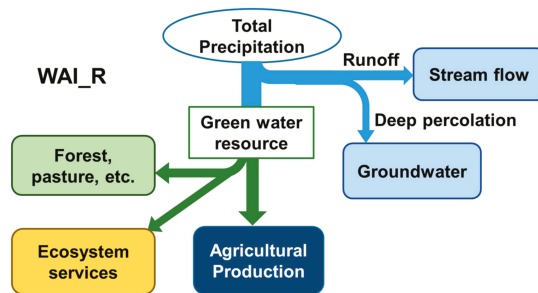 Total
Precipitation
WAI_R
Runoff
Stream flow
Green water
resource
Deep percolation
Forest,
pasture, etc.
Groundwater
Ecosystem
services
Agricultural
Production